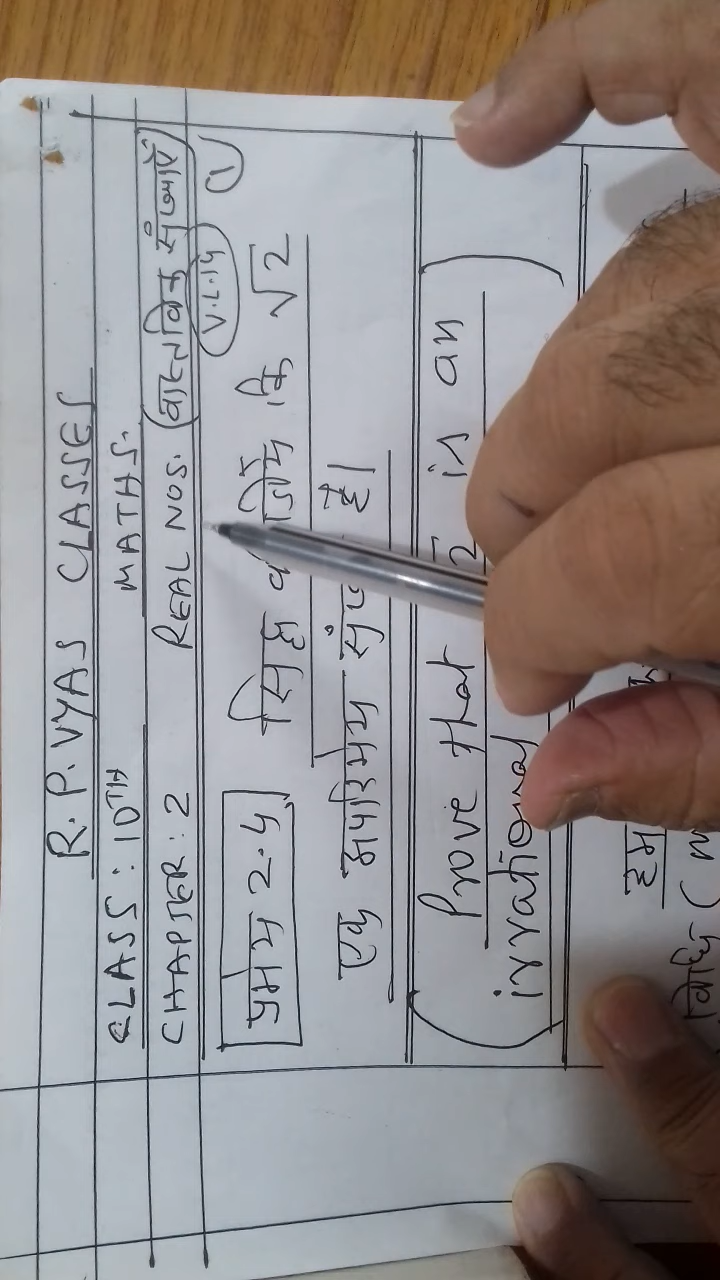 R. P. VYAS CLASSES
CLASS : 10TH MATHS.
CHAPTER : 2 REAL NOS. (वास्तविक संख्याएँ)
V.L.14 1
प्रमेय 2.4 सिद्ध कीजिये कि √2
एक अपरिमेय है।
(Prove that is an
irrational
हम
विधि (